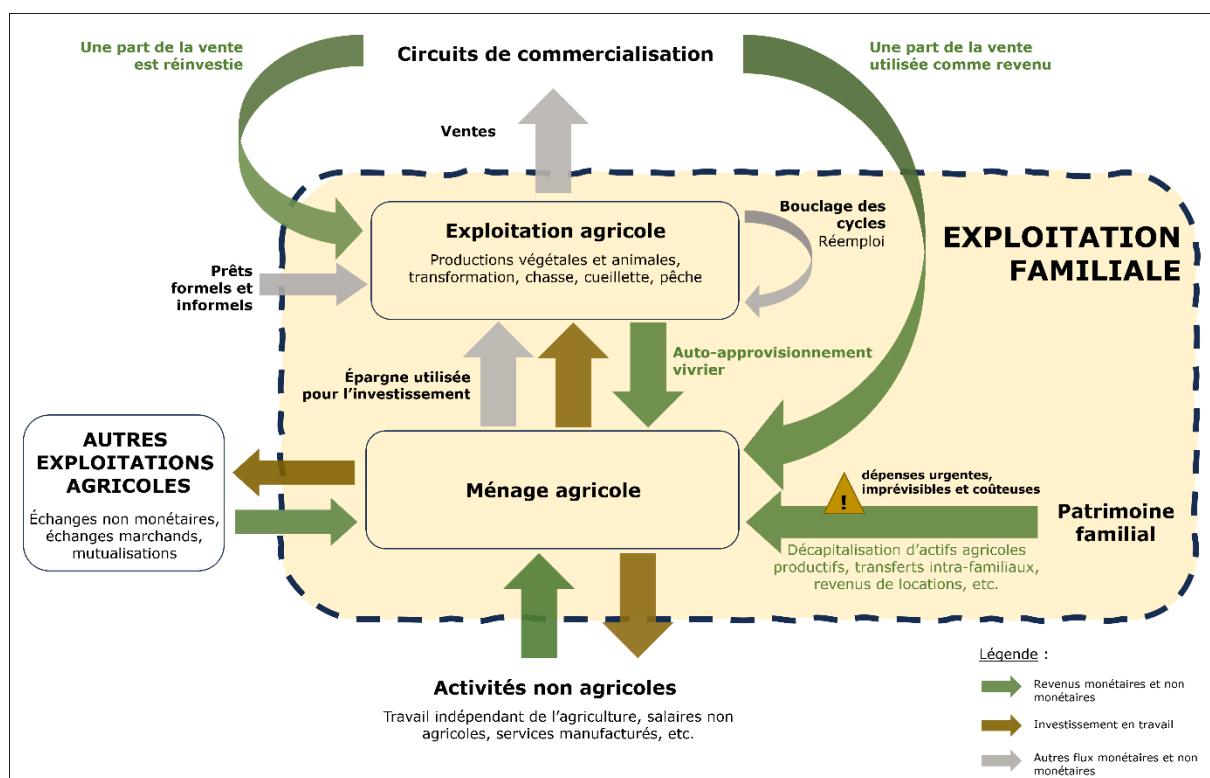 Une part de la vente
est réinvestie
Circuits de commercialisation
Une part de la vente
utilisée comme revenu
Ventes
Exploitation agricole
Productions végétales et animales,
transformation, chasse, cueillette, pêche
Bouclage des
cycles
Réemploi
EXPLOITATION
FAMILIALE
Prêts
formels et
informels
Auto-approvisionnement
vivrier
Épargne utilisée
pour l'investissement
AUTRES
EXPLOITATIONS
AGRICOLES
Échanges non monétaires,
échanges marchands,
mutualisations
Ménage agricole
!
dépenses urgentes,
imprévisibles et coûteuses
Patrimoine
familial
Décapitalisation d'actifs agricoles
productifs, transferts intra-familiaux,
revenus de locations, etc.
Activités non agricoles
Travail indépendant de l'agriculture, salaires non
agricoles, services manufacturés, etc.
Légende :
Revenus monétaires et non
monétaires
Investissement en travail
Autres flux monétaires et non
monétaires